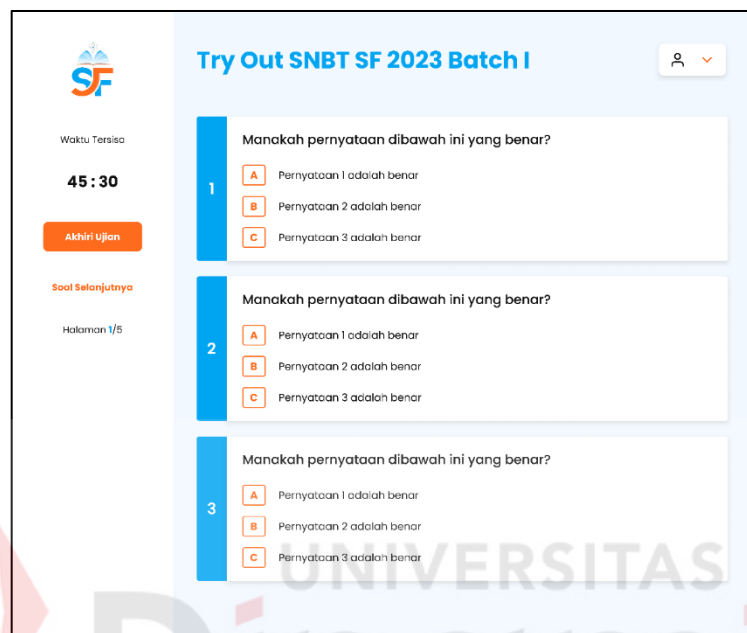 SF
Try Out SNBT SF 2023 Batch I
Waktu Tersisa
45 : 30
Akhiri Ujian
Soal Selanjutnya
Halaman 1/5
1
Manakah pernyataan dibawah ini yang benar?
A Pernyataan 1 adalah benar
B Pernyataan 2 adalah benar
C Pernyataan 3 adalah benar
2
Manakah pernyataan dibawah ini yang benar?
A Pernyataan 1 adalah benar
B Pernyataan 2 adalah benar
C Pernyataan 3 adalah benar
3
Manakah pernyataan dibawah ini yang benar?
A Pernyataan 1 adalah benar
B Pernyataan 2 adalah benar
C Pernyataan 3 adalah benar
UNIVERSITAS